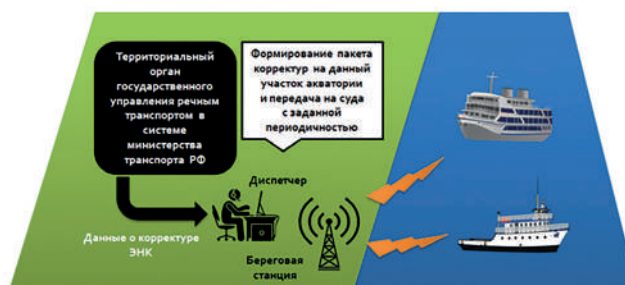 Территориальный
орган
государственного
управления речным
транспортом в
системе
министерства
транспорта РФ
Формирование пакета
корректур на данный
участок акватории
и передача на суда
с заданной
периодичностью
Диспетчер
Данные о корректуре
ЭНК
Береговая
станция